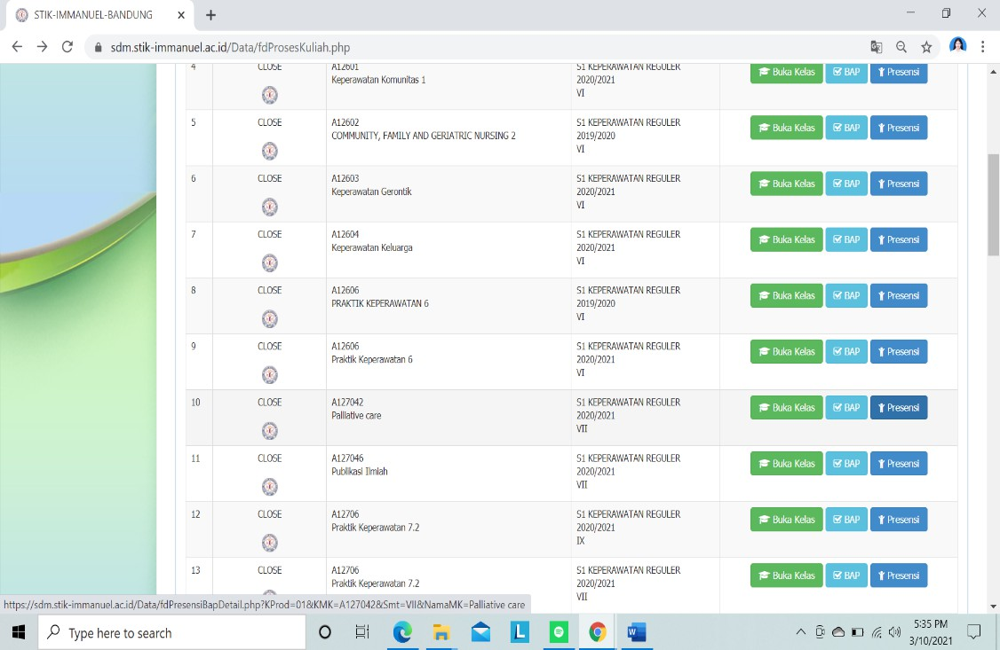 STIK-IMMANUEL-BANDUNG
sdm.stik-immanuel.ac.id/Data/fdProsesKuliah.php
4 CLOSE A12601 S1 KEPERAWATAN REGULER Buka Kelas BAP Presensi
Keperawatan Komunitas 1 2020/2021
VI
5 CLOSE A12602 S1 KEPERAWATAN REGULER Buka Kelas BAP Presensi
COMMUNITY, FAMILY AND GERIATRIC NURSING 2 2019/2020
VI
6 CLOSE A12603 S1 KEPERAWATAN REGULER Buka Kelas BAP Presensi
Keperawatan Gerontik 2020/2021
VI
7 CLOSE A12604 S1 KEPERAWATAN REGULER Buka Kelas BAP Presensi
Keperawatan Keluarga 2020/2021
VI
8 CLOSE A12606 S1 KEPERAWATAN REGULER Buka Kelas BAP Presensi
PRAKTIK KEPERAWATAN 6 2019/2020
VI
9 CLOSE A12606 S1 KEPERAWATAN REGULER Buka Kelas BAP Presensi
Praktik Keperawatan 6 2020/2021
VI
10 CLOSE A127042 S1 KEPERAWATAN REGULER Buka Kelas BAP Presensi
Palliative care 2020/2021
VII
11 CLOSE A127046 S1 KEPERAWATAN REGULER Buka Kelas BAP Presensi
Publikasi Ilmiah 2020/2021
VII
12 CLOSE A12706 S1 KEPERAWATAN REGULER Buka Kelas BAP Presensi
Praktik Keperawatan 7.2 2020/2021
IX
13 CLOSE A12706 S1 KEPERAWATAN REGULER Buka Kelas BAP Presensi
Praktik Keperawatan 7.2 2020/2021
VII
https://sdm.stik-immanuel.ac.id/Data/fdPresensiBapDetail.php?KProd=01&KMK=A127042&Smt=VII&NamaMK=Palliative care
Type here to search
5:35 PM
3/10/2021